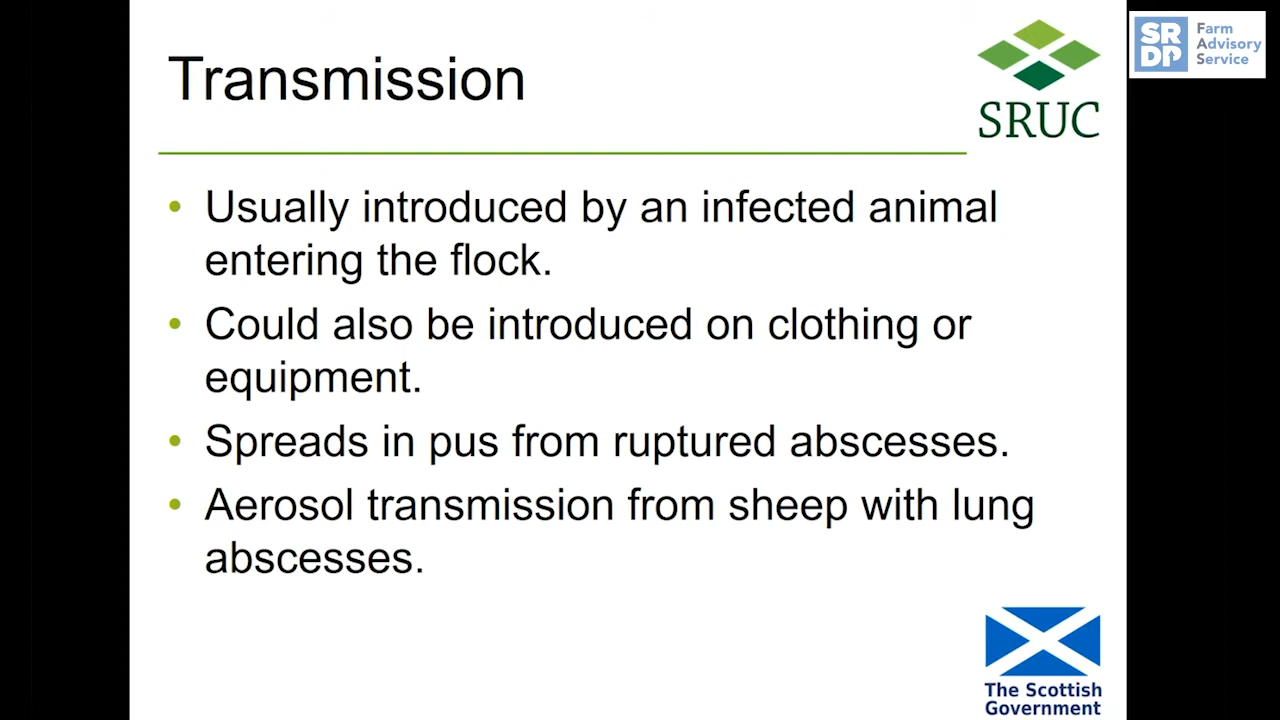 Transmission
SRUC
SR
DP
Farm
Advisory
Service
• Usually introduced by an infected animal
entering the flock.
• Could also be introduced on clothing or
equipment.
• Spreads in pus from ruptured abscesses.
• Aerosol transmission from sheep with lung
abscesses.
The Scottish
Government